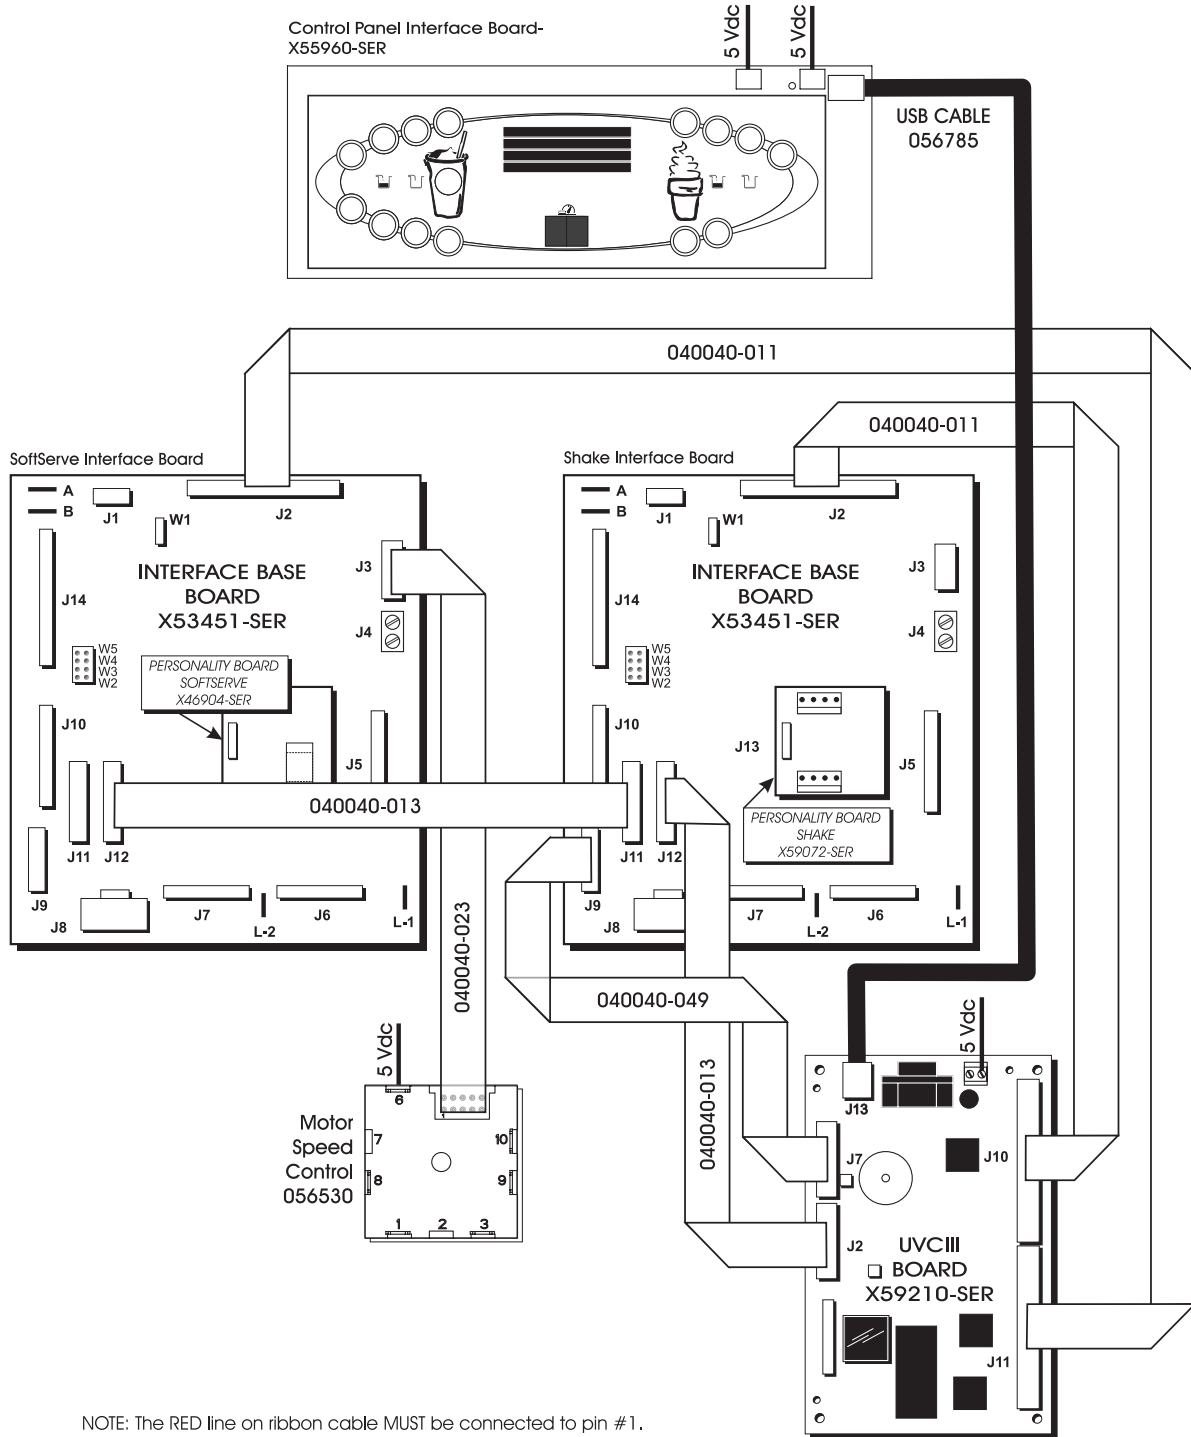 Control Panel Interface Board-
X55960-SER
5 Vdc
5 Vdc
USB CABLE
056785
040040-011
040040-011
SoftServe Interface Board
A
B
J1
J2
W1
J3
INTERFACE BASE
BOARD
X53451-SER
J14
J4
W5
W4
W3
W2
PERSONALITY BOARD
SOFTSERVE
X46904-SER
J10
J5
J11
J12
J9
J8
J7
L-2
J6
L-1
Shake Interface Board
A
B
J1
J2
W1
J3
INTERFACE BASE
BOARD
X53451-SER
J14
J4
W5
W4
W3
W2
J10
J13
J5
PERSONALITY BOARD
SHAKE
X59072-SER
J11
J12
J9
J8
J7
L-2
J6
L-1
040040-013
040040-023
040040-049
040040-013
5 Vdc
6
1
7
10
8
9
1
2
3
Motor
Speed
Control
056530
5 Vdc
J13
J7
J10
J2
UVCIII
BOARD
X59210-SER
J11
NOTE: The RED line on ribbon cable MUST be connected to pin #1.